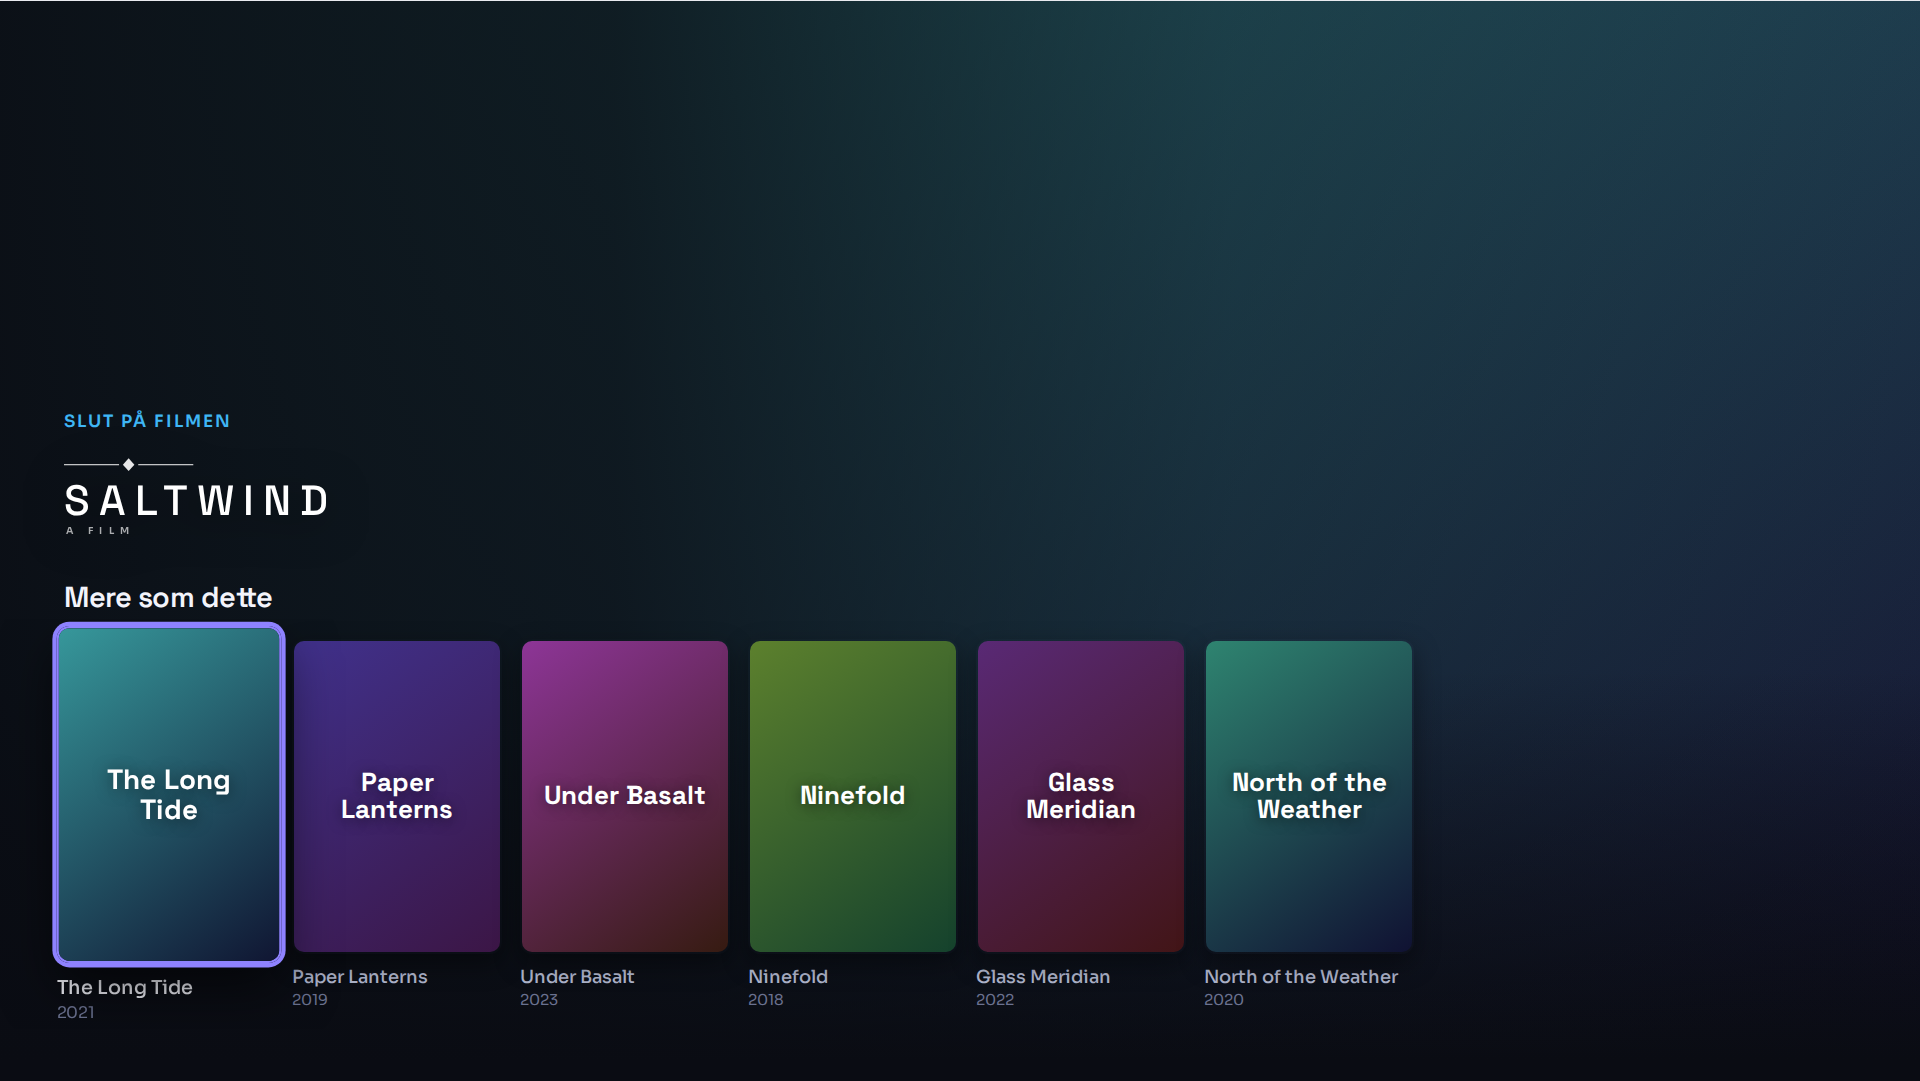 SLUT PÅ FILMEN
SALTWIND
A FILM
Mere som dette
The Long
Tide
Paper
Lanterns
Under Basalt
Ninefold
Glass
Meridian
North of the
Weather
The Long Tide
2021
Paper Lanterns
2019
Under Basalt
2023
Ninefold
2018
Glass Meridian
2022
North of the Weather
2020